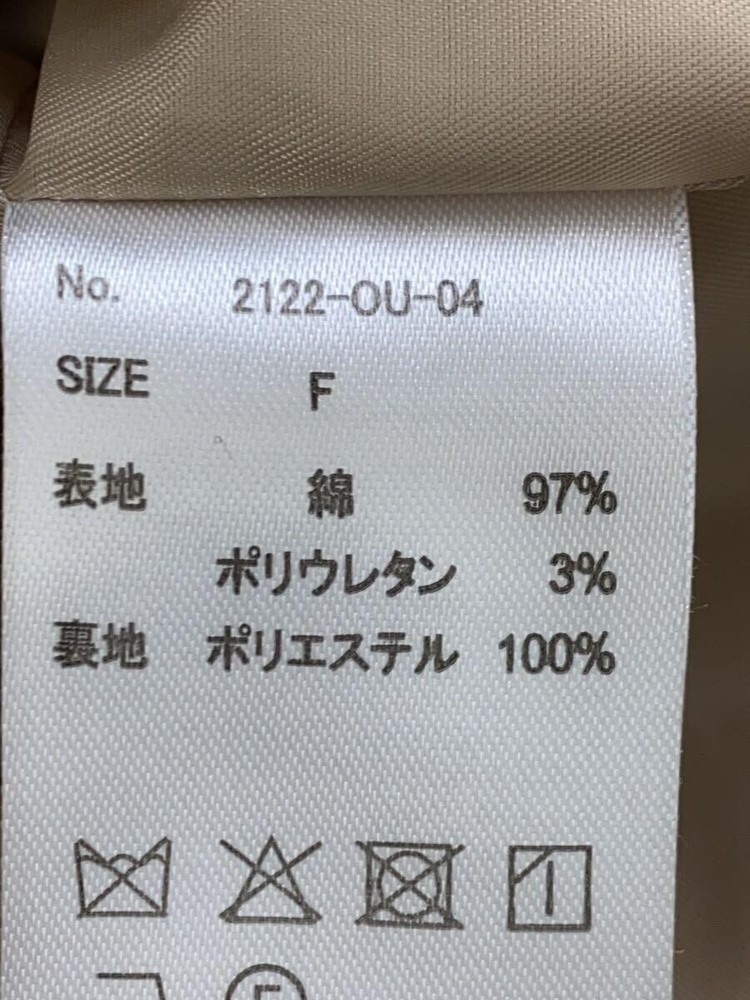 No. 2122-OU-04
SIZE F
表地 綿 97%
ポリウレタン 3%
裏地 ポリエステル 100%